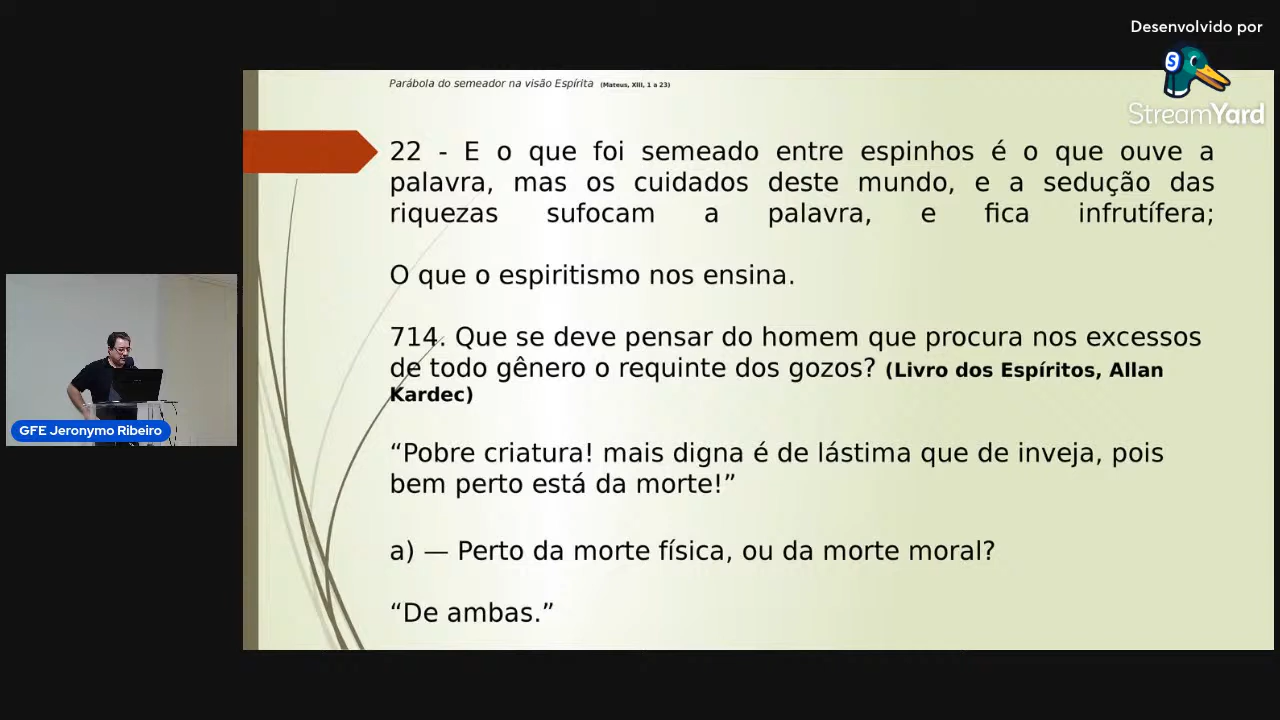 Desenvolvido por
StreamYard
Parábola do semeador na visão Espírita (Mateus, XIII, 1 a 23)
22 - E o que foi semeado entre espinhos é o que ouve a
palavra, mas os cuidados deste mundo, e a sedução das
riquezas sufocam a palavra, e fica infrutífera;
O que o espiritismo nos ensina.
714. Que se deve pensar do homem que procura nos excessos
de todo gênero o requinte dos gozos? (Livro dos Espíritos, Allan
Kardec)
“Pobre criatura! mais digna é de lástima que de inveja, pois
bem perto está da morte!”
a) — Perto da morte física, ou da morte moral?
“De ambas.”
GFE Jeronymo Ribeiro